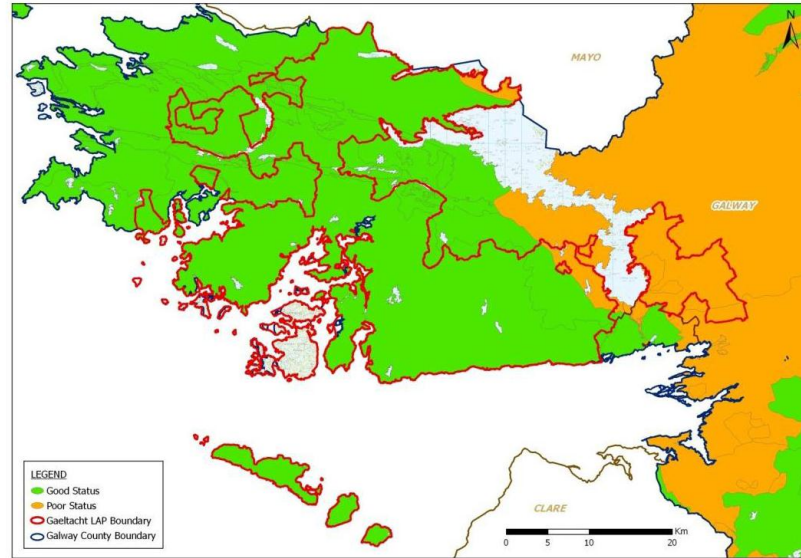 N
MAYO
GALWAY
CLARE
LEGEND
Good Status
Poor Status
Gaeltacht LAP Boundary
Galway County Boundary
Km
0 5 10 20